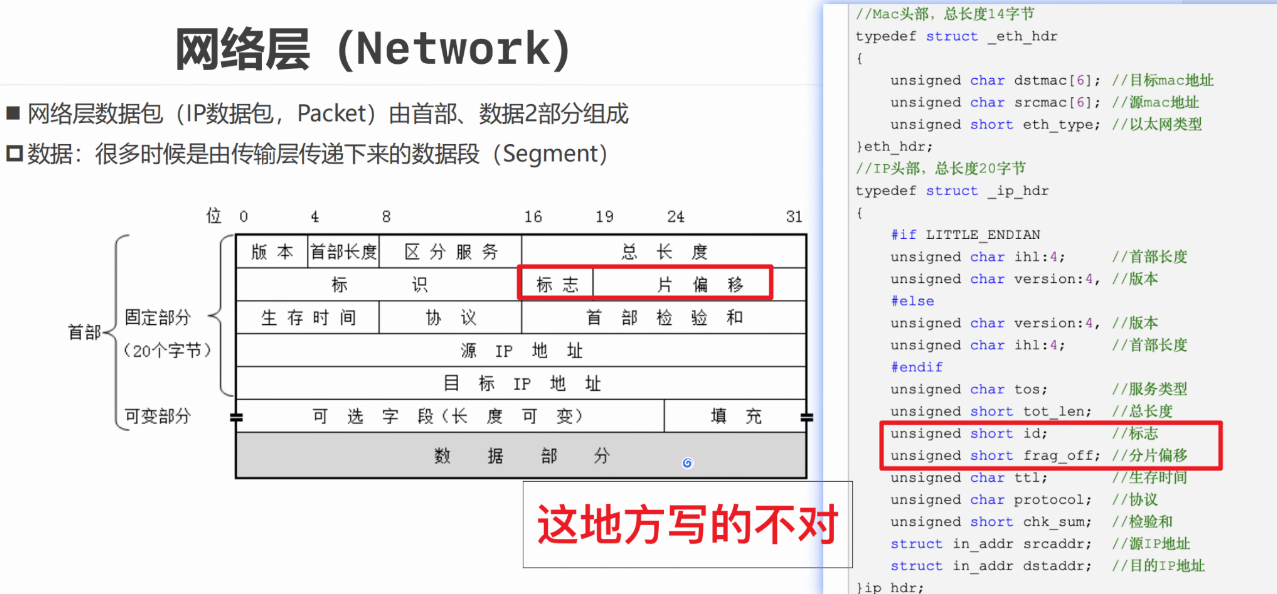 网络层（Network）
■ 网络层数据包（IP数据包，Packet）由首部、数据2部分组成
数据：很多时候是由传输层传递下来的数据段（Segment）
位 0 4 8 16 19 24 31
版 本 首部长度 区 分 服 务 总 长 度
标 识 标 志 片 偏 移
生 存 时 间 协 议 首 部 检 验 和
源 IP 地 址
目 标 IP 地 址
可 选 字 段（长 度 可 变） 填 充
数 据 部 分
首部
固定部分
（20个字节）
可变部分
这地方写的不对
//Mac头部，总长度14字节
typedef struct _eth_hdr
{
unsigned char dstmac[6]; //目标mac地址
unsigned char srcmac[6]; //源mac地址
unsigned short eth_type; //以太网类型
}eth_hdr;
//IP头部，总长度20字节
typedef struct _ip_hdr
{
#if LITTLE_ENDIAN
unsigned char ihl:4; //首部长度
unsigned char version:4, //版本
#else
unsigned char version:4, //版本
unsigned char ihl:4; //首部长度
#endif
unsigned char tos; //服务类型
unsigned short tot_len; //总长度
unsigned short id; //标志
unsigned short frag_off; //分片偏移
unsigned char ttl; //生存时间
unsigned char protocol; //协议
unsigned short chk_sum; //检验和
struct in_addr srcaddr; //源IP地址
struct in_addr dstaddr; //目的IP地址
}ip_hdr;